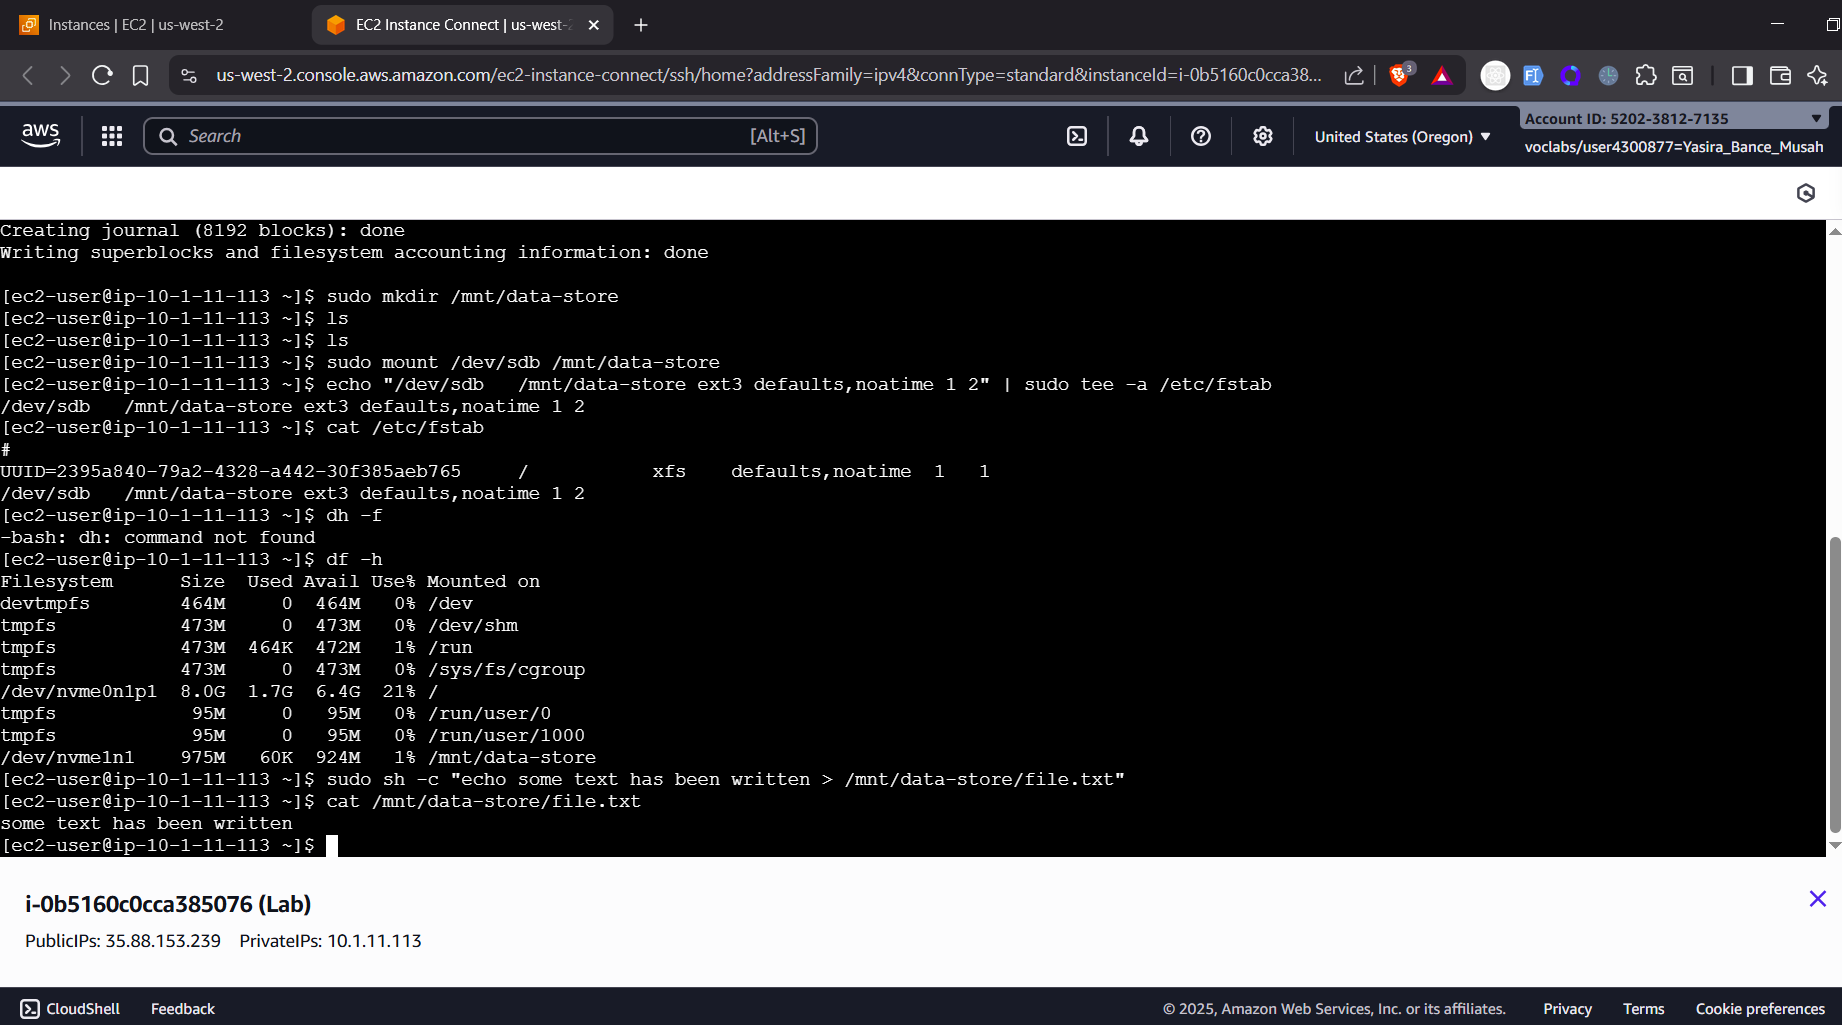 Instances | EC2 | us-west-2
EC2 Instance Connect | us-west-2
us-west-2.console.aws.amazon.com/ec2-instance-connect/ssh/home?addressFamily=ipv4&connType=standard&instanceId=i-0b5160c0cca38...
3
aws
Search
[Alt+S]
United States (Oregon)
Account ID: 5202-3812-7135
voclabs/user4300877=Yasira_Bance_Musah
Creating journal (8192 blocks): done
Writing superblocks and filesystem accounting information: done
[ec2-user@ip-10-1-11-113 ~]$ sudo mkdir /mnt/data-store
[ec2-user@ip-10-1-11-113 ~]$ ls
[ec2-user@ip-10-1-11-113 ~]$ ls
[ec2-user@ip-10-1-11-113 ~]$ sudo mount /dev/sdb /mnt/data-store
[ec2-user@ip-10-1-11-113 ~]$ echo "/dev/sdb   /mnt/data-store ext3 defaults,noatime 1 2" | sudo tee -a /etc/fstab
/dev/sdb   /mnt/data-store ext3 defaults,noatime 1 2
[ec2-user@ip-10-1-11-113 ~]$ cat /etc/fstab
#
UUID=2395a840-79a2-4328-a442-30f385aeb765     /           xfs    defaults,noatime  1   1
/dev/sdb   /mnt/data-store ext3 defaults,noatime 1 2
[ec2-user@ip-10-1-11-113 ~]$ dh -f
-bash: dh: command not found
[ec2-user@ip-10-1-11-113 ~]$ df -h
Filesystem      Size  Used Avail Use% Mounted on
devtmpfs        464M     0  464M   0% /dev
tmpfs           473M     0  473M   0% /dev/shm
tmpfs           473M  464K  472M   1% /run
tmpfs           473M     0  473M   0% /sys/fs/cgroup
/dev/nvme0n1p1  8.0G  1.7G  6.4G  21% /
tmpfs            95M     0   95M   0% /run/user/0
tmpfs            95M     0   95M   0% /run/user/1000
/dev/nvme1n1    975M   60K  924M   1% /mnt/data-store
[ec2-user@ip-10-1-11-113 ~]$ sudo sh -c "echo some text has been written > /mnt/data-store/file.txt"
[ec2-user@ip-10-1-11-113 ~]$ cat /mnt/data-store/file.txt
some text has been written
[ec2-user@ip-10-1-11-113 ~]$
i-0b5160c0cca385076 (Lab)
PublicIPs: 35.88.153.239   PrivateIPs: 10.1.11.113
CloudShell   Feedback   © 2025, Amazon Web Services, Inc. or its affiliates.   Privacy   Terms   Cookie preferences